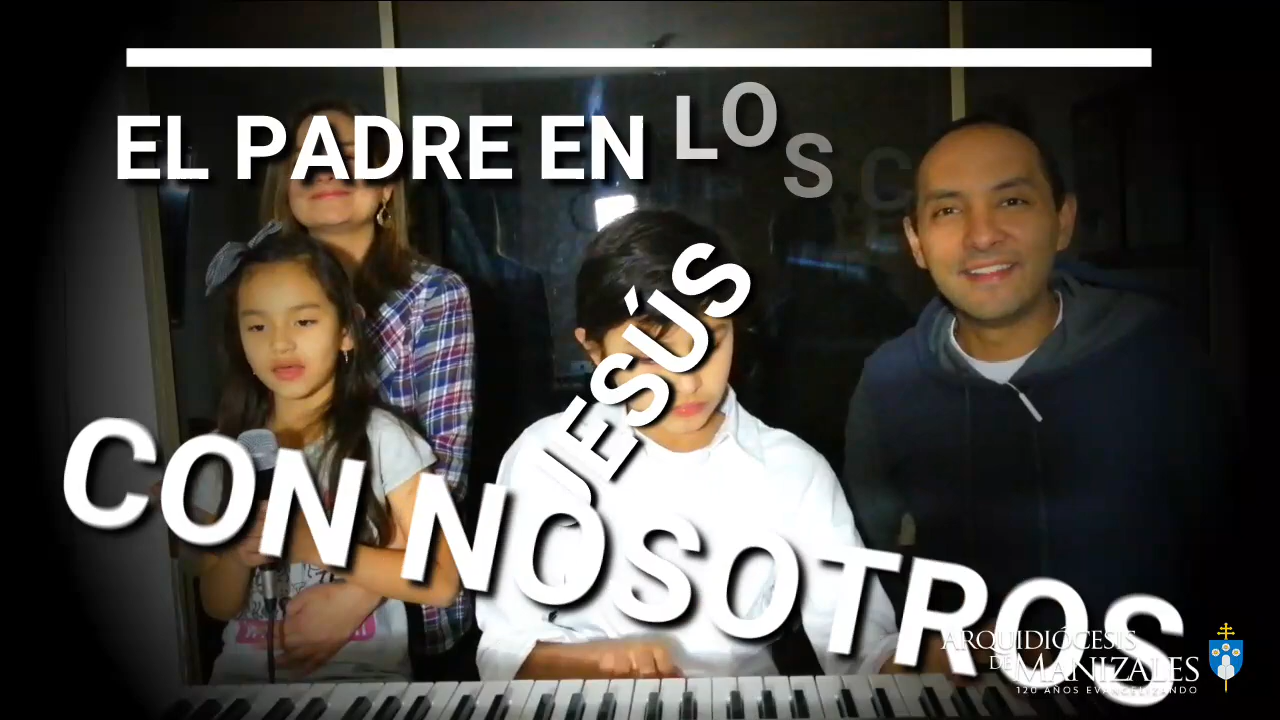 EL PADRE EN LOS C
JESÚS
CON NOSOTROS
ARQUIDIÓCESIS
DE MANIZALES
120 AÑOS EVANGELIZANDO